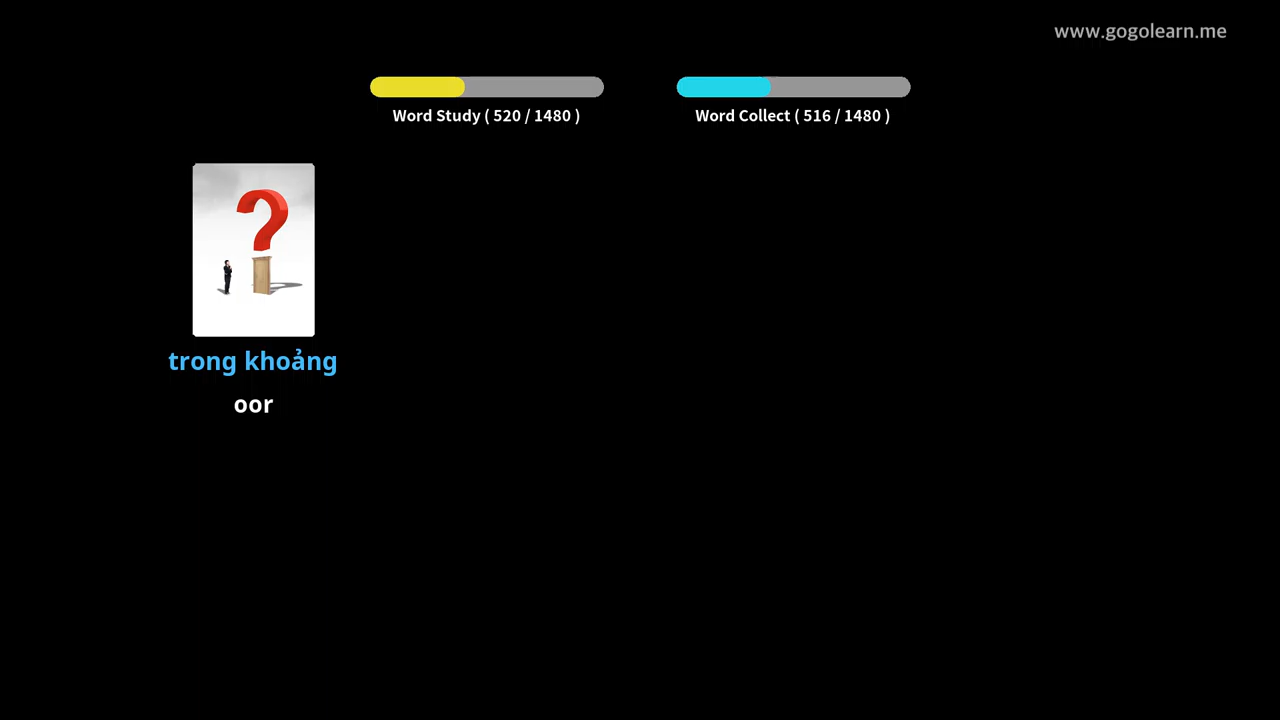 www.gogolearn.me
Word Study ( 520 / 1480 )
Word Collect ( 516 / 1480 )
trong khoảng
oor